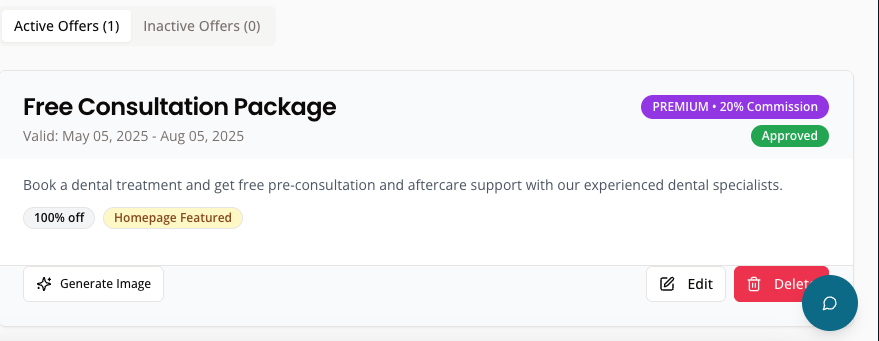 Active Offers (1) Inactive Offers (0)
Free Consultation Package
PREMIUM • 20% Commission
Valid: May 05, 2025 - Aug 05, 2025
Approved
Book a dental treatment and get free pre-consultation and aftercare support with our experienced dental specialists.
100% off Homepage Featured
Generate Image Edit